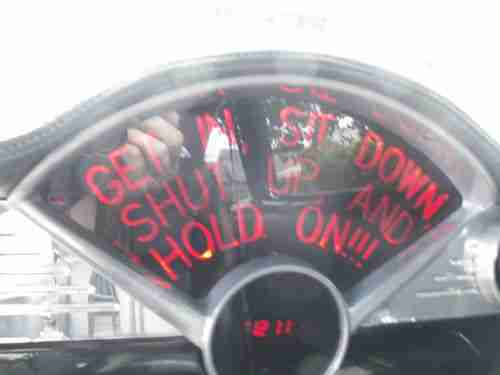 GET IN, SIT DOWN,
SHUT UP AND
HOLD ON!!!